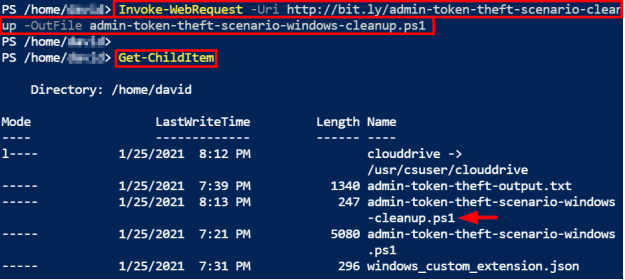 PS /home/> Invoke-WebRequest -Uri http://bit.ly/admin-token-theft-scenario-clean
up -OutFile admin-token-theft-scenario-windows-cleanup.ps1
PS /home/>
PS /home/> Get-ChildItem
Directory: /home/david
Mode LastWriteTime Length Name
---- ------------- ------ ----
l---- 1/25/2021 8:12 PM clouddrive ->
/usr/csuser/clouddrive
----- 1/25/2021 7:39 PM 1340 admin-token-theft-output.txt
----- 1/25/2021 8:13 PM 247 admin-token-theft-scenario-windows
-cleanup.ps1
----- 1/25/2021 7:21 PM 5080 admin-token-theft-scenario-windows
.ps1
----- 1/25/2021 7:31 PM 296 windows_custom_extension.json